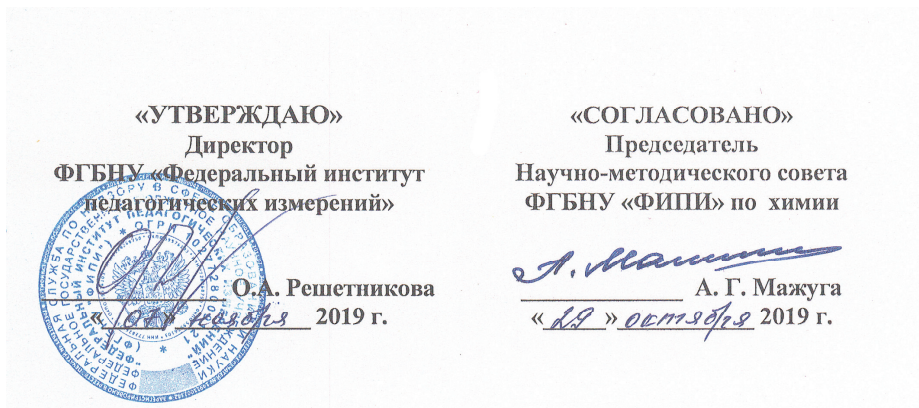 «УТВЕРЖДАЮ»
Директор
ФГБНУ «Федеральный институт
педагогических измерений»
О.А. Решетникова
« » ноября 2019 г.
«СОГЛАСОВАНО»
Председатель
Научно-методического совета
ФГБНУ «ФИПИ» по химии
А. Г. Мажуга
«29» октября 2019 г.